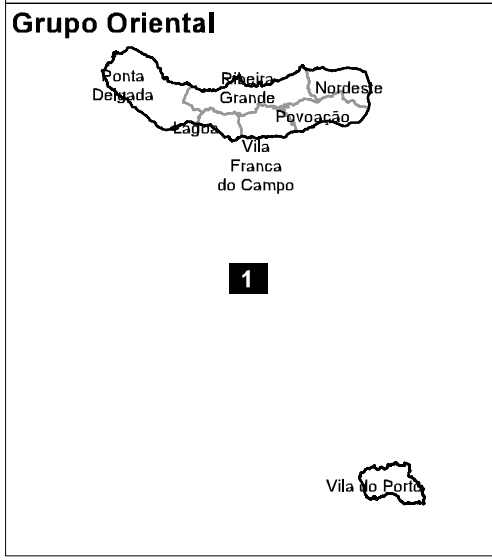 Grupo Oriental
Ponta
Delgada
Ribeira
Grande
Nordeste
Lagoa
Povoação
Vila
Franca
do Campo
1
Vila do Porto